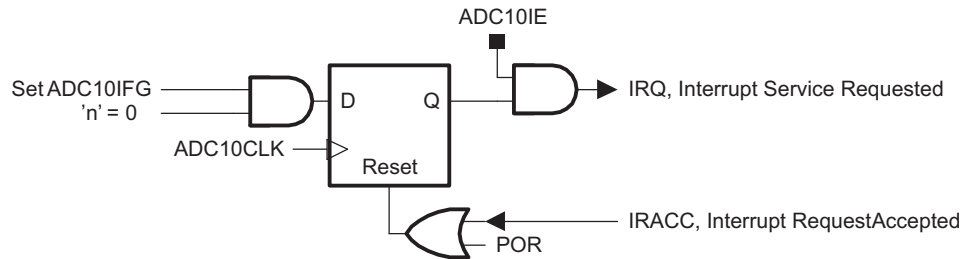 ADC10IE
Set ADC10IFG
'n' = 0
D
Q
IRQ, Interrupt Service Requested
ADC10CLK
Reset
IRACC, Interrupt RequestAccepted
POR